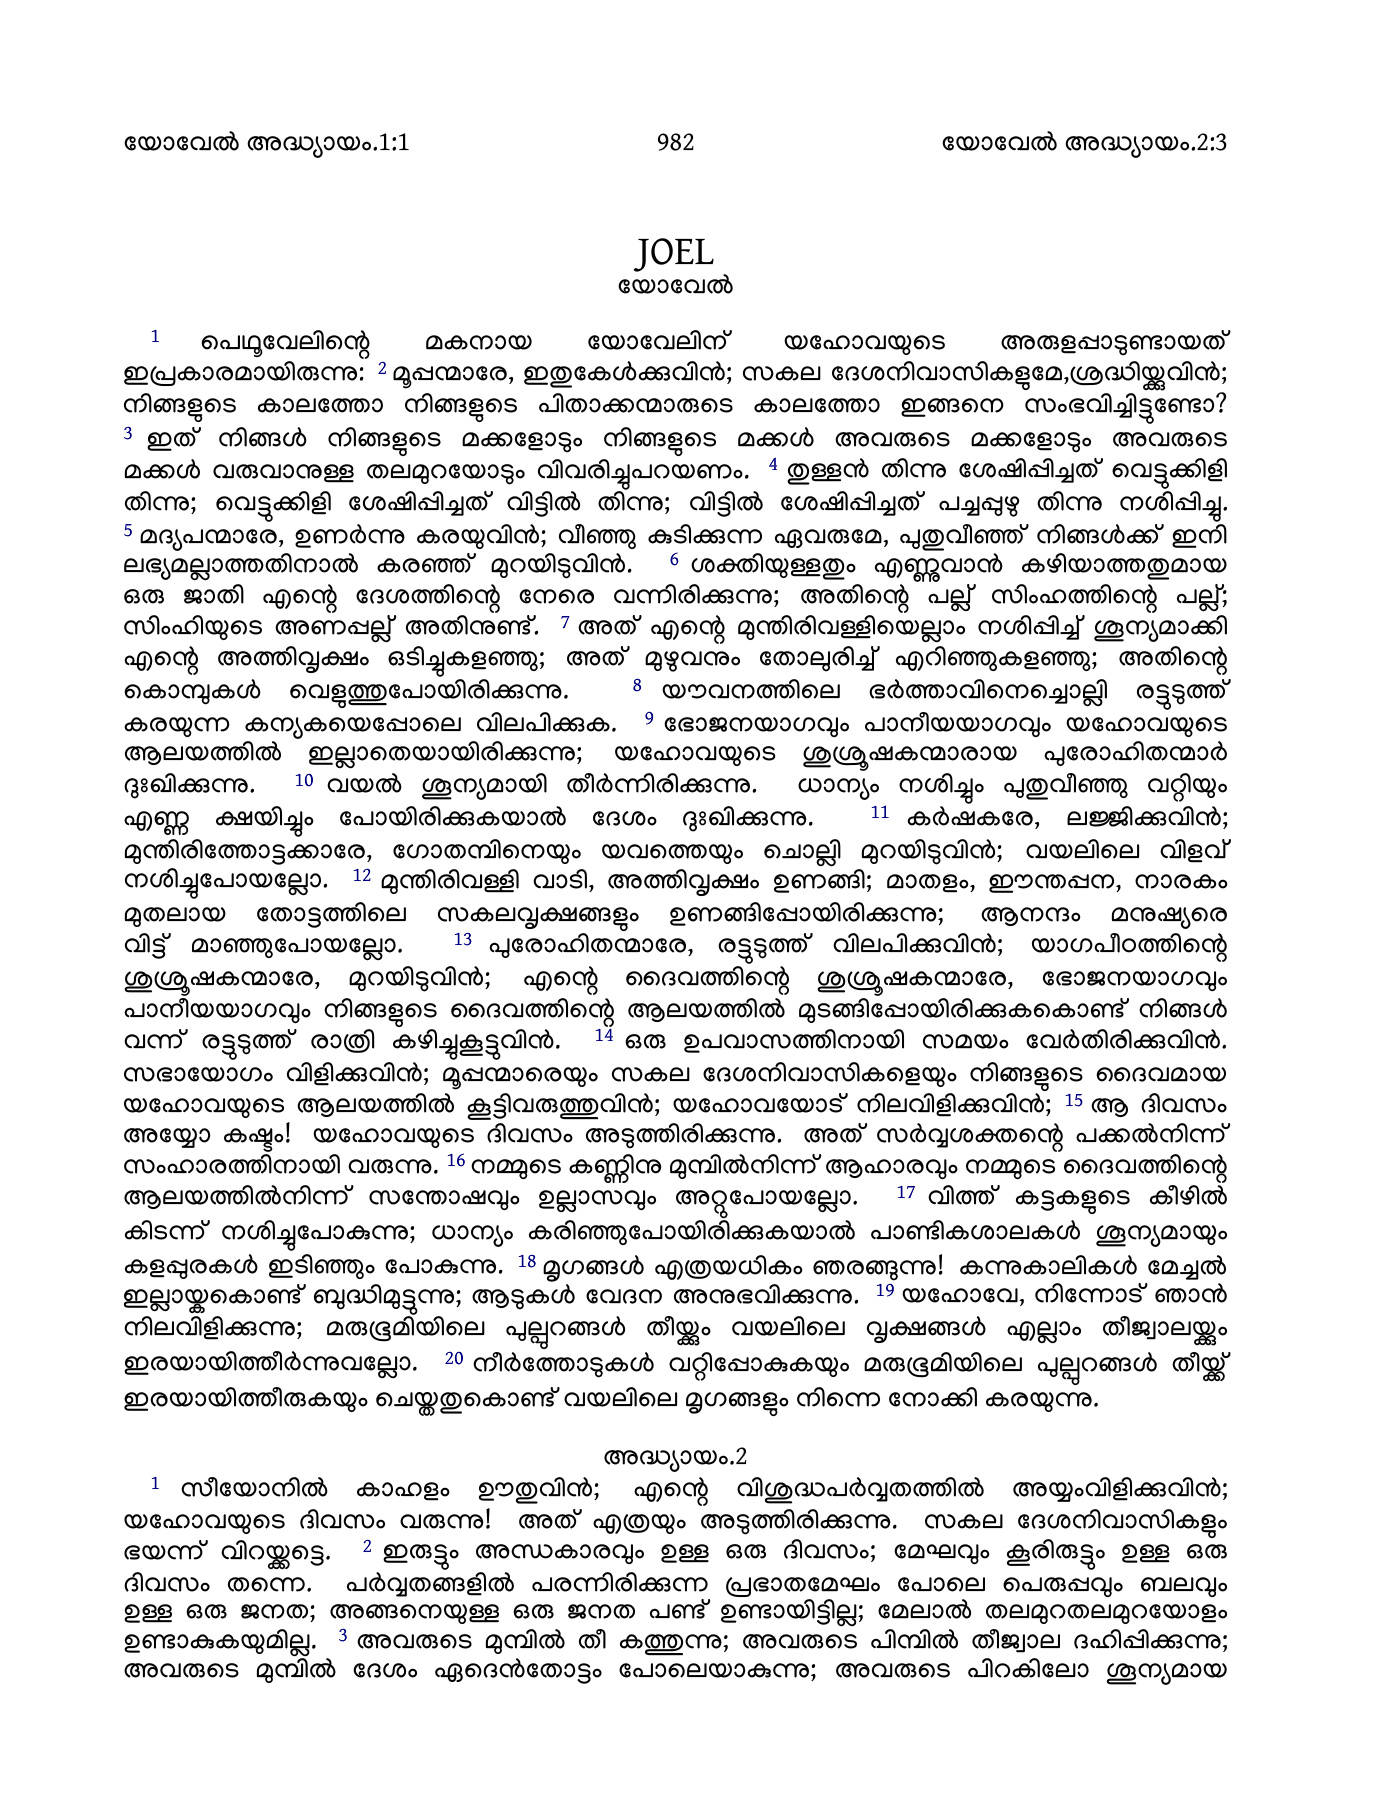 യോവേൽ അദ്ധ്യായം.1:1 982 യോവേൽ അദ്ധ്യായം.2:3
JOEL
യോവേൽ
1 പെഥൂവേലിന്റെ മകനായ യോവേലിന് യഹോവയുടെ അരുളപ്പാടുണ്ടായത്
ഇപ്രകാരമായിരുന്നു: 2 മൂപ്പന്മാരേ, ഇതുകേൾക്കുവിൻ; സകല ദേശനിവാസികളുമേ,ശ്രദ്ധിയ്ക്കുവിൻ;
നിങ്ങളുടെ കാലത്തോ നിങ്ങളുടെ പിതാക്കന്മാരുടെ കാലത്തോ ഇങ്ങനെ സംഭവിച്ചിട്ടുണ്ടോ?
3 ഇത് നിങ്ങൾ നിങ്ങളുടെ മക്കളോടും നിങ്ങളുടെ മക്കൾ അവരുടെ മക്കളോടും അവരുടെ
മക്കൾ വരുവാനുള്ള തലമുറയോടും വിവരിച്ചുപറയണം. 4 തുള്ളൻ തിന്നു ശേഷിപ്പിച്ചത് വെട്ടുക്കിളി
തിന്നു; വെട്ടുക്കിളി ശേഷിപ്പിച്ചത് വിട്ടിൽ തിന്നു; വിട്ടിൽ ശേഷിപ്പിച്ചത് പച്ചപ്പുഴു തിന്നു നശിപ്പിച്ചു.
5 മദ്യപന്മാരേ, ഉണർന്നു കരയുവിൻ; വീഞ്ഞു കുടിക്കുന്ന ഏവരുമേ, പുതുവീഞ്ഞ് നിങ്ങൾക്ക് ഇനി
ലഭ്യമല്ലാത്തതിനാൽ കരഞ്ഞ് മുറയിടുവിൻ. 6 ശക്തിയുള്ളതും എണ്ണുവാൻ കഴിയാത്തതുമായ
ഒരു ജാതി എന്റെ ദേശത്തിന്റെ നേരെ വന്നിരിക്കുന്നു; അതിന്റെ പല്ല് സിംഹത്തിന്റെ പല്ല്;
സിംഹിയുടെ അണപ്പല്ല് അതിനുണ്ട്. 7 അത് എന്റെ മുന്തിരിവള്ളിയെല്ലാം നശിപ്പിച്ച് ശൂന്യമാക്കി
എന്റെ അത്തിവൃക്ഷം ഒടിച്ചുകളഞ്ഞു; അത് മുഴുവനും തോലുരിച്ച് എറിഞ്ഞുകളഞ്ഞു; അതിന്റെ
കൊമ്പുകൾ വെളുത്തുപോയിരിക്കുന്നു. 8 യൗവനത്തിലെ ഭർത്താവിനെച്ചൊല്ലി രട്ടുടുത്ത്
കരയുന്ന കന്യകയെപ്പോലെ വിലപിക്കുക. 9 ഭോജനയാഗവും പാനീയയാഗവും യഹോവയുടെ
ആലയത്തിൽ ഇല്ലാതെയായിരിക്കുന്നു; യഹോവയുടെ ശുശ്രൂഷകന്മാരായ പുരോഹിതന്മാർ
ദുഃഖിക്കുന്നു. 10 വയൽ ശൂന്യമായി തീർന്നിരിക്കുന്നു. ധാന്യം നശിച്ചും പുതുവീഞ്ഞു വറ്റിയും
എണ്ണ ക്ഷയിച്ചും പോയിരിക്കുകയാൽ ദേശം ദുഃഖിക്കുന്നു. 11 കർഷകരേ, ലജ്ജിക്കുവിൻ;
മുന്തിരിത്തോട്ടക്കാരേ, ഗോതമ്പിനെയും യവത്തെയും ചൊല്ലി മുറയിടുവിൻ; വയലിലെ വിളവ്
നശിച്ചുപോയല്ലോ. 12 മുന്തിരിവള്ളി വാടി, അത്തിവൃക്ഷം ഉണങ്ങി; മാതളം, ഈന്തപ്പന, നാരകം
മുതലായ തോട്ടത്തിലെ സകലവൃക്ഷങ്ങളും ഉണങ്ങിപ്പോയിരിക്കുന്നു; ആനന്ദം മനുഷ്യരെ
വിട്ട് മാഞ്ഞുപോയല്ലോ. 13 പുരോഹിതന്മാരേ, രട്ടുടുത്ത് വിലപിക്കുവിൻ; യാഗപീഠത്തിന്റെ
ശുശ്രൂഷകന്മാരേ, മുറയിടുവിൻ; എന്റെ ദൈവത്തിന്റെ ശുശ്രൂഷകന്മാരേ, ഭോജനയാഗവും
പാനീയയാഗവും നിങ്ങളുടെ ദൈവത്തിന്റെ ആലയത്തിൽ മുടങ്ങിപ്പോയിരിക്കുകകൊണ്ട് നിങ്ങൾ
വന്ന് രട്ടുടുത്ത് രാത്രി കഴിച്ചുകൂട്ടുവിൻ. 14 ഒരു ഉപവാസത്തിനായി സമയം വേർതിരിക്കുവിൻ.
സഭായോഗം വിളിക്കുവിൻ; മൂപ്പന്മാരെയും സകല ദേശനിവാസികളെയും നിങ്ങളുടെ ദൈവമായ
യഹോവയുടെ ആലയത്തിൽ കൂട്ടിവരുത്തുവിൻ; യഹോവയോട് നിലവിളിക്കുവിൻ; 15 ആ ദിവസം
അയ്യോ കഷ്ടം! യഹോവയുടെ ദിവസം അടുത്തിരിക്കുന്നു. അത് സർവ്വശക്തന്റെ പക്കൽനിന്ന്
സംഹാരത്തിനായി വരുന്നു. 16 നമ്മുടെ കണ്ണിനു മുമ്പിൽനിന്ന് ആഹാരവും നമ്മുടെ ദൈവത്തിന്റെ
ആലയത്തിൽനിന്ന് സന്തോഷവും ഉല്ലാസവും അറ്റുപോയല്ലോ. 17 വിത്ത് കട്ടകളുടെ കീഴിൽ
കിടന്ന് നശിച്ചുപോകുന്നു; ധാന്യം കരിഞ്ഞുപോയിരിക്കുകയാൽ പാണ്ടികശാലകൾ ശൂന്യമായും
കളപ്പുരകൾ ഇടിഞ്ഞും പോകുന്നു. 18 മൃഗങ്ങൾ എത്രയധികം ഞരങ്ങുന്നു! കന്നുകാലികൾ മേച്ചൽ
ഇല്ലായ്കകൊണ്ട് ബുദ്ധിമുട്ടുന്നു; ആടുകൾ വേദന അനുഭവിക്കുന്നു. 19 യഹോവേ, നിന്നോട് ഞാൻ
നിലവിളിക്കുന്നു; മരുഭൂമിയിലെ പുല്പുറങ്ങൾ തീയ്ക്കും വയലിലെ വൃക്ഷങ്ങൾ എല്ലാം തീജ്വാലയ്ക്കും
ഇരയായിത്തീർന്നുവല്ലോ. 20 നീർത്തോടുകൾ വറ്റിപ്പോകുകയും മരുഭൂമിയിലെ പുല്പുറങ്ങൾ തീയ്ക്ക്
ഇരയായിത്തീരുകയും ചെയ്തതുകൊണ്ട് വയലിലെ മൃഗങ്ങളും നിന്നെ നോക്കി കരയുന്നു.
അദ്ധ്യായം.2
1 സീയോനിൽ കാഹളം ഊതുവിൻ; എന്റെ വിശുദ്ധപർവ്വതത്തിൽ അയ്യംവിളിക്കുവിൻ;
യഹോവയുടെ ദിവസം വരുന്നു! അത് എത്രയും അടുത്തിരിക്കുന്നു. സകല ദേശനിവാസികളും
ഭയന്ന് വിറയ്ക്കട്ടെ. 2 ഇരുട്ടും അന്ധകാരവും ഉള്ള ഒരു ദിവസം; മേഘവും കൂരിരുട്ടും ഉള്ള ഒരു
ദിവസം തന്നെ. പർവ്വതങ്ങളിൽ പരന്നിരിക്കുന്ന പ്രഭാതമേഘം പോലെ പെരുപ്പവും ബലവും
ഉള്ള ഒരു ജനത; അങ്ങനെയുള്ള ഒരു ജനത പണ്ട് ഉണ്ടായിട്ടില്ല; മേലാൽ തലമുറതലമുറയോളം
ഉണ്ടാകുകയുമില്ല. 3 അവരുടെ മുമ്പിൽ തീ കത്തുന്നു; അവരുടെ പിമ്പിൽ തീജ്വാല ദഹിപ്പിക്കുന്നു;
അവരുടെ മുമ്പിൽ ദേശം ഏദെൻതോട്ടം പോലെയാകുന്നു; അവരുടെ പിറകിലോ ശൂന്യമായ